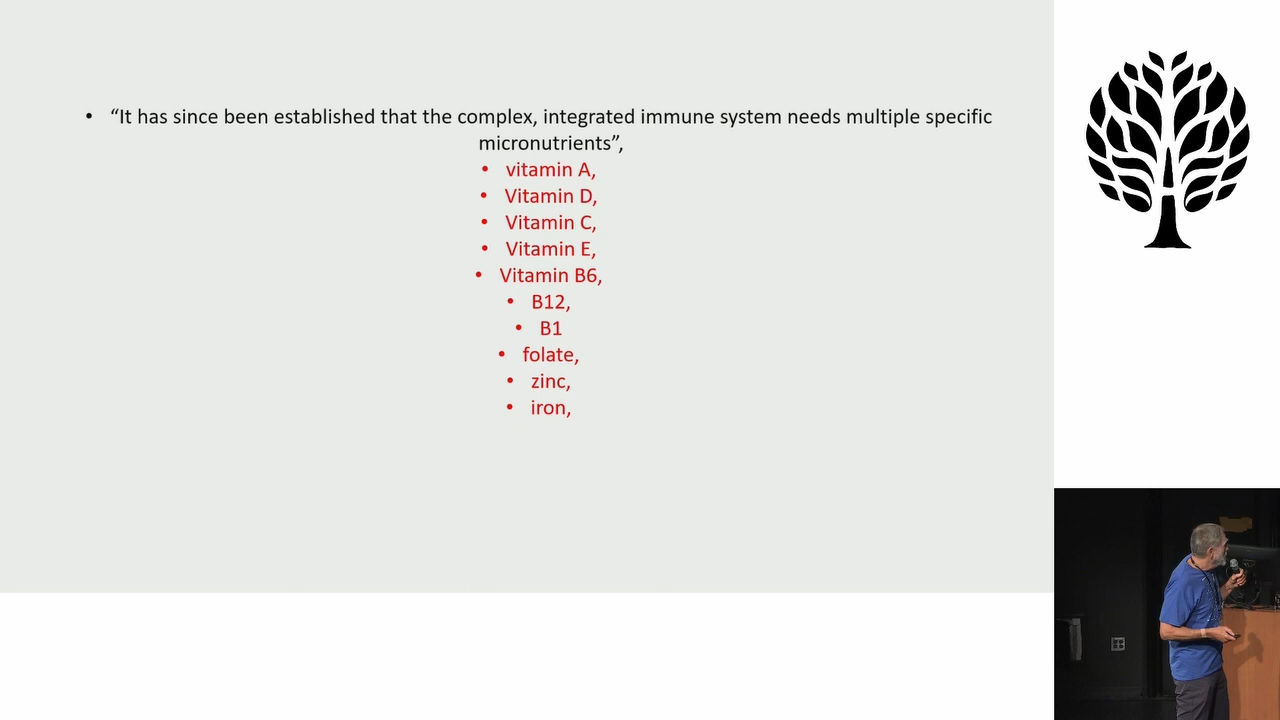 • “It has since been established that the complex, integrated immune system needs multiple specific
micronutrients”,
• vitamin A,
• Vitamin D,
• Vitamin C,
• Vitamin E,
• Vitamin B6,
• B12,
• B1
• folate,
• zinc,
• iron,